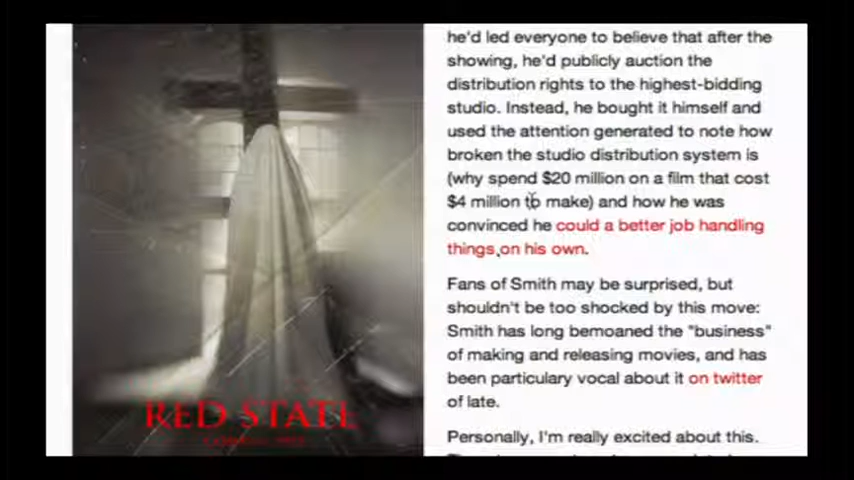 he'd led everyone to believe that after the
showing, he'd publicly auction the
distribution rights to the highest-bidding
studio. Instead, he bought it himself and
used the attention generated to note how
broken the studio distribution system is
(why spend $20 million on a film that cost
$4 million to make) and how he was
convinced he could a better job handling
things,on his own.
Fans of Smith may be surprised, but
shouldn't be too shocked by this move:
Smith has long bemoaned the "business"
of making and releasing movies, and has
been particulary vocal about it on twitter
of late.
Personally, I'm really excited about this.
RED STATE